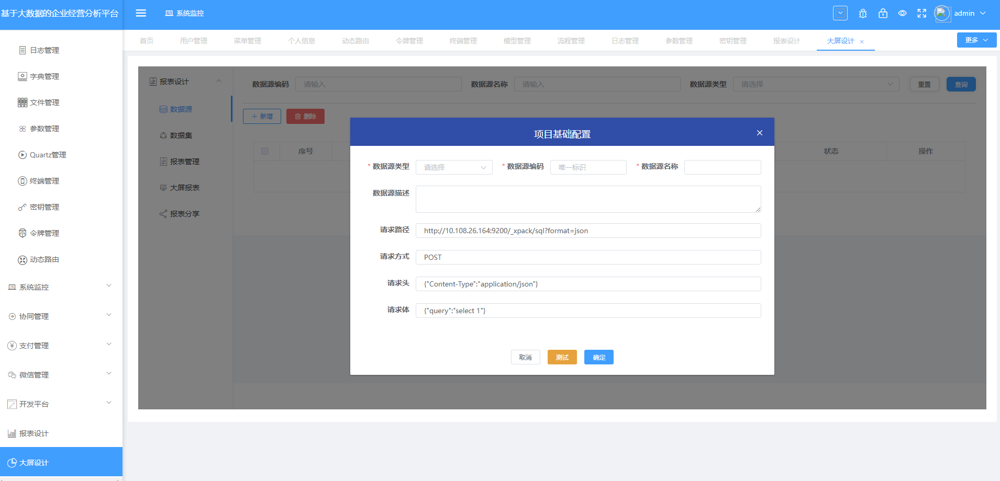 基于大数据的企业经营分析平台
系统监控
admin
首页 用户管理 菜单管理 个人信息 动态路由 令牌管理 终端管理 模型管理 流程管理 日志管理 参数管理 密钥管理 报表设计 大屏设计
更多
日志管理
字典管理
文件管理
参数管理
Quartz管理
终端管理
密钥管理
令牌管理
动态路由
系统监控
协同管理
支付管理
微信管理
开发平台
报表设计
大屏设计
报表设计
数据源
数据集
报表管理
大屏报表
报表分享
数据源编码 请输入 数据源名称 请输入 数据源类型 请选择 重置 查询
新增 删除
序号 状态 操作
项目基础配置
* 数据源类型 请选择 * 数据源编码 唯一标识 * 数据源名称
数据源描述
请求路径 http://10.108.26.164:9200/_xpack/sql?format=json
请求方式 POST
请求头 {"Content-Type":"application/json"}
请求体 {"query":"select 1"}
取消 测试 确定